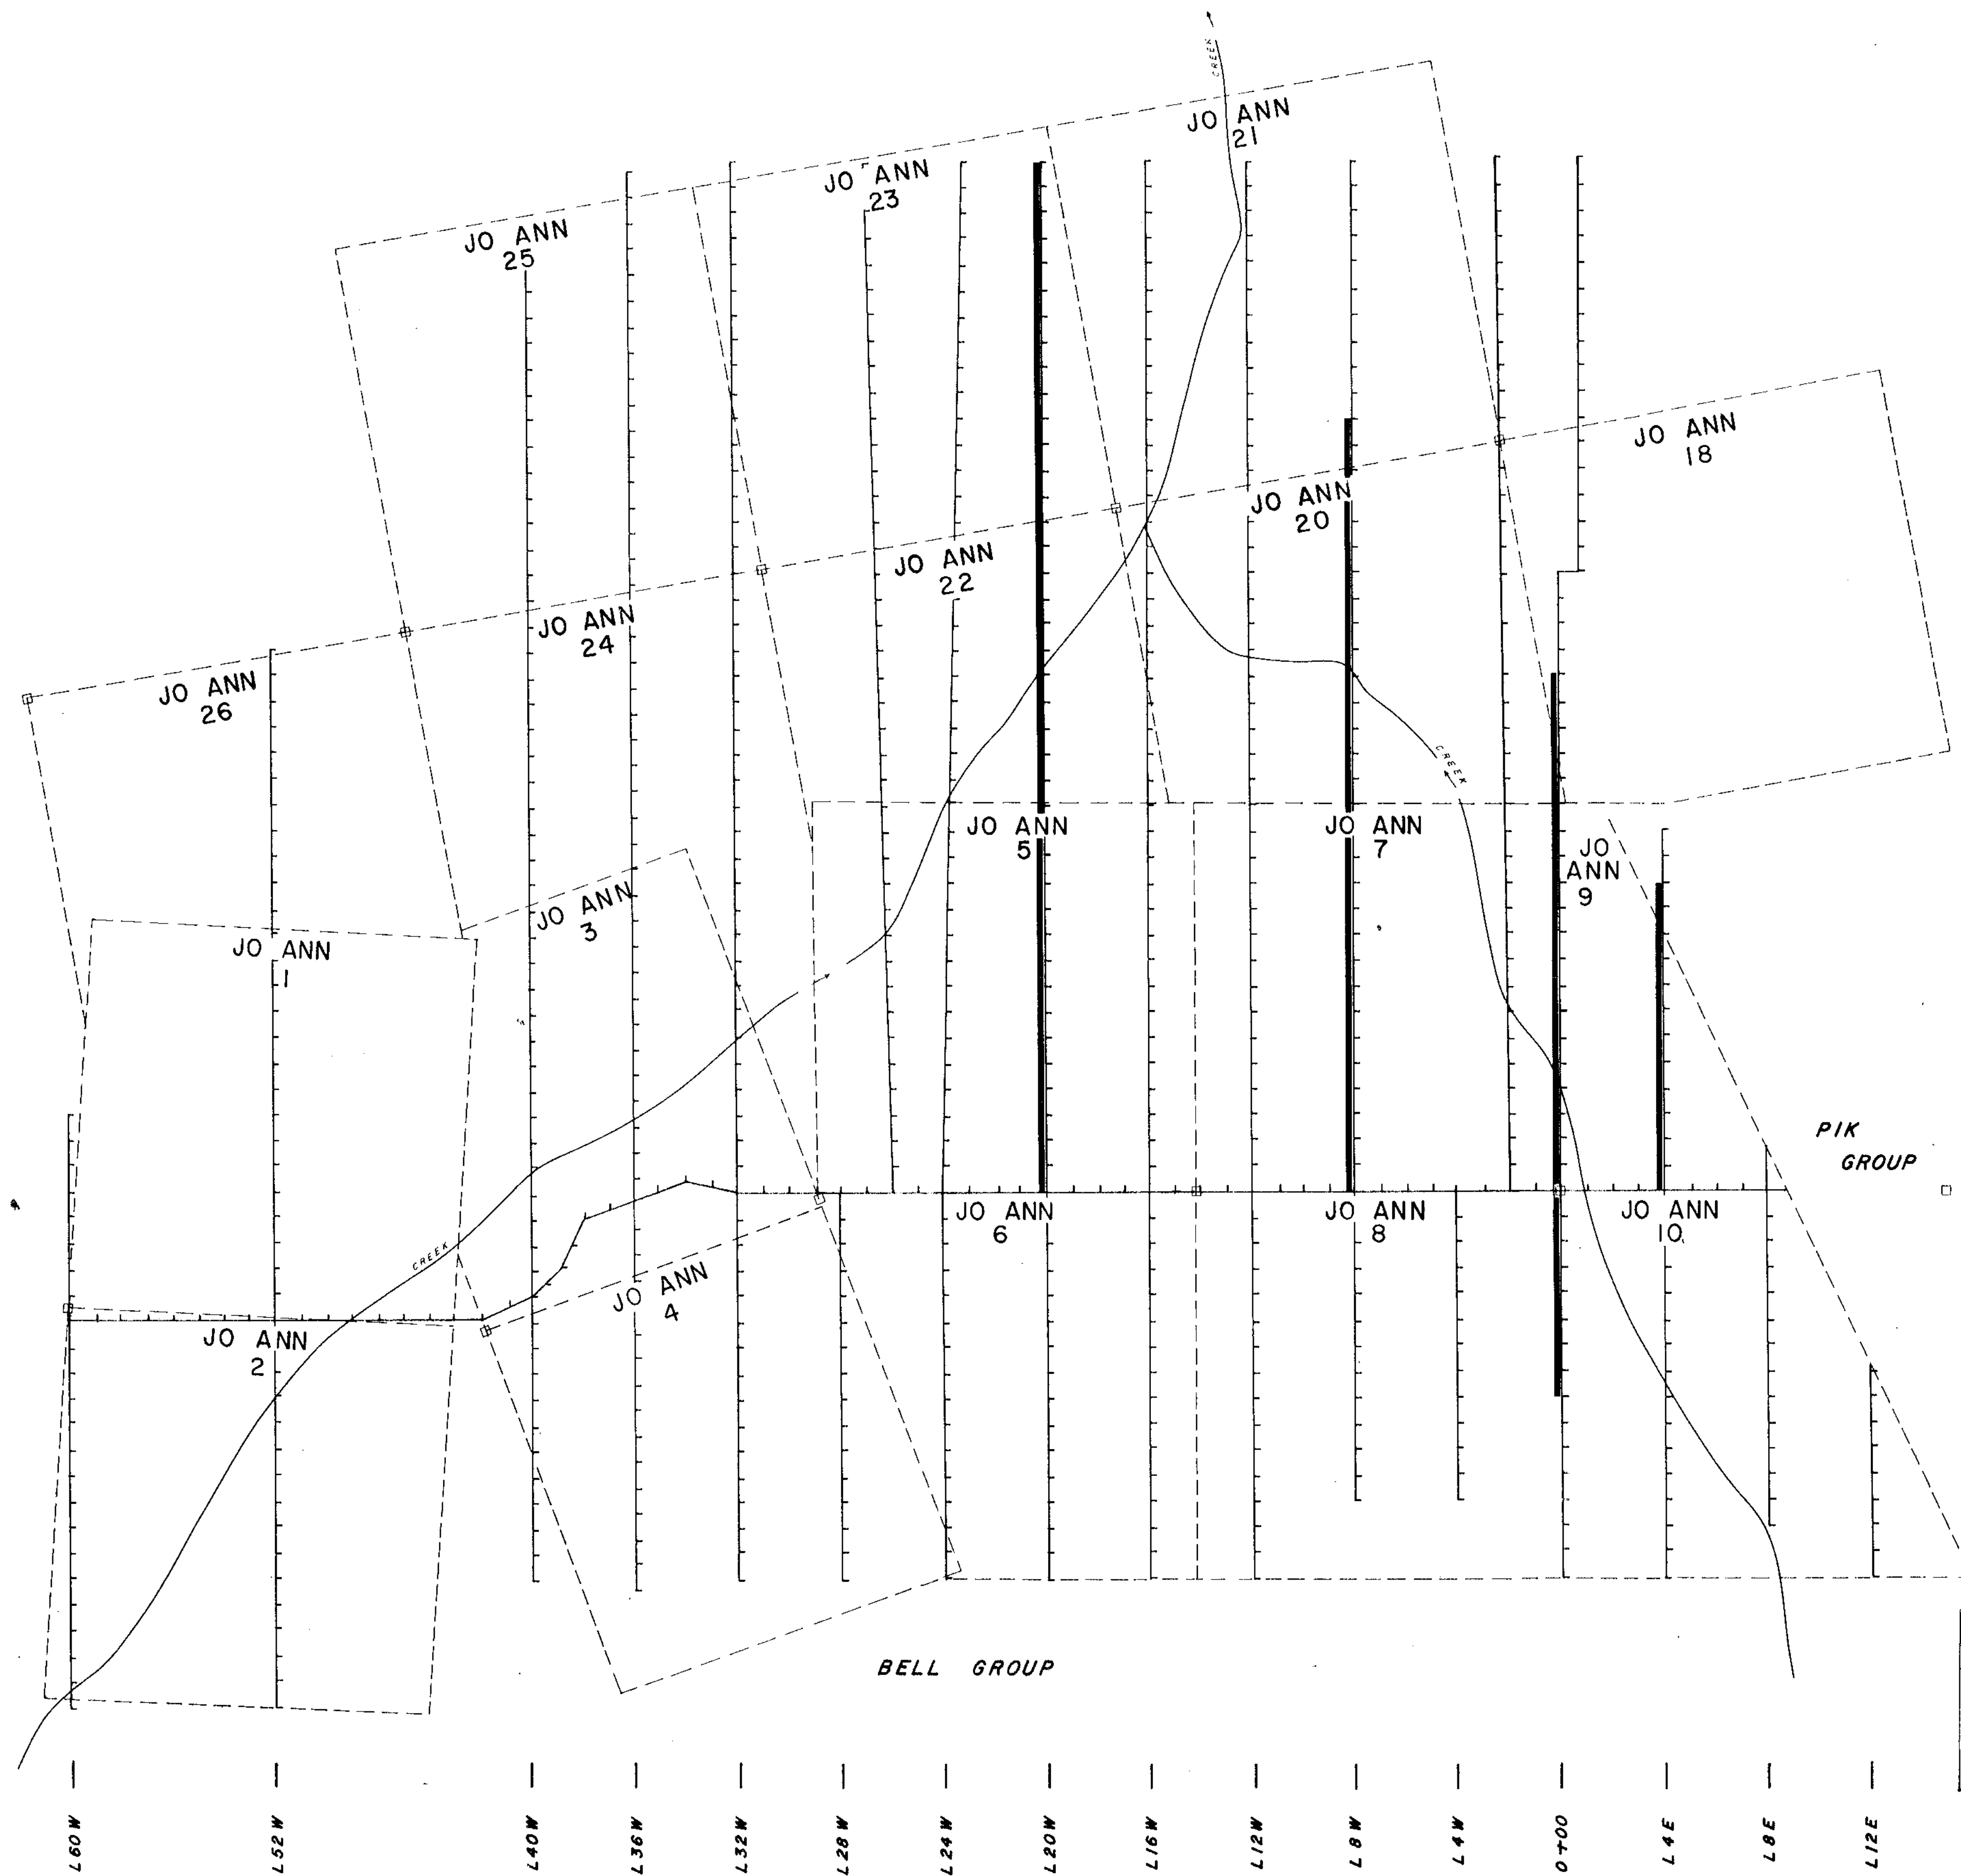 CREEK
JO ANN
21
JO ANN
23
JO ANN
25
JO ANN
18
JO ANN
20
JO ANN
22
JO ANN
24
JO ANN
26
CREEK
JO ANN
5
JO ANN
7
JO
ANN
9
JO ANN
3
JO ANN
1
PIK
GROUP
JO ANN
6
JO ANN
8
JO ANN
10
CREEK
JO ANN
4
JO ANN
2
BELL GROUP
L60W
L52W
L40W
L36W
L32W
L28W
L24W
L20W
L16W
L12W
L8W
L4W
0+00
L4E
L8E
L12E